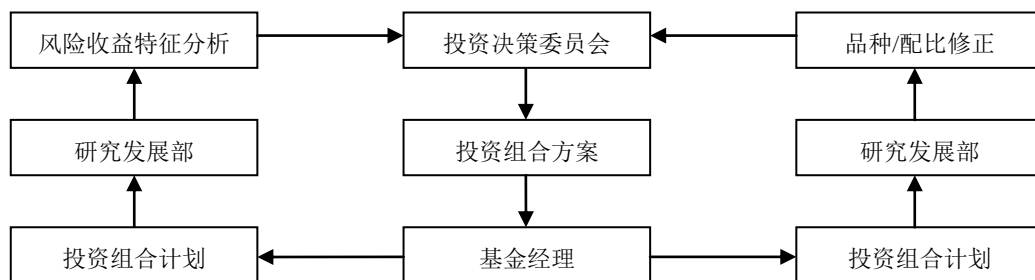 风险收益特征分析
投资决策委员会
品种/配比修正
研究发展部
投资组合方案
研究发展部
投资组合计划
基金经理
投资组合计划